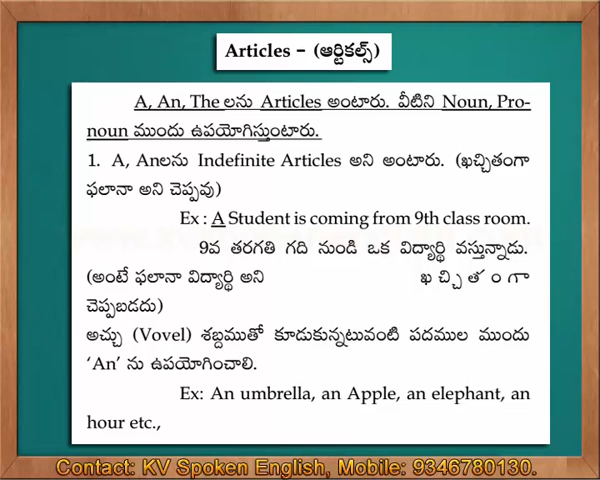 Articles – (ఆర్టికల్స్)
A, An, The లను Articles అంటారు. వీటిని Noun, Pro-
noun ముందు ఉపయోగిస్తుంటారు.
1. A, Anలను Indefinite Articles అని అంటారు. (ఖచ్చితంగా
ఫలానా అని చెప్పవు)
Ex : A Student is coming from 9th class room.
9వ తరగతి గది నుండి ఒక విద్యార్థి వస్తున్నాడు.
(అంటే ఫలానా విద్యార్థి అని ఖచ్చితంగా
చెప్పబడదు)
అచ్చు (Vovel) శబ్దముతో కూడుకున్నటువంటి పదముల ముందు
‘An’ ను ఉపయోగించాలి.
Ex: An umbrella, an Apple, an elephant, an
hour etc.,
Contact: KV Spoken English, Mobile: 9346780130.